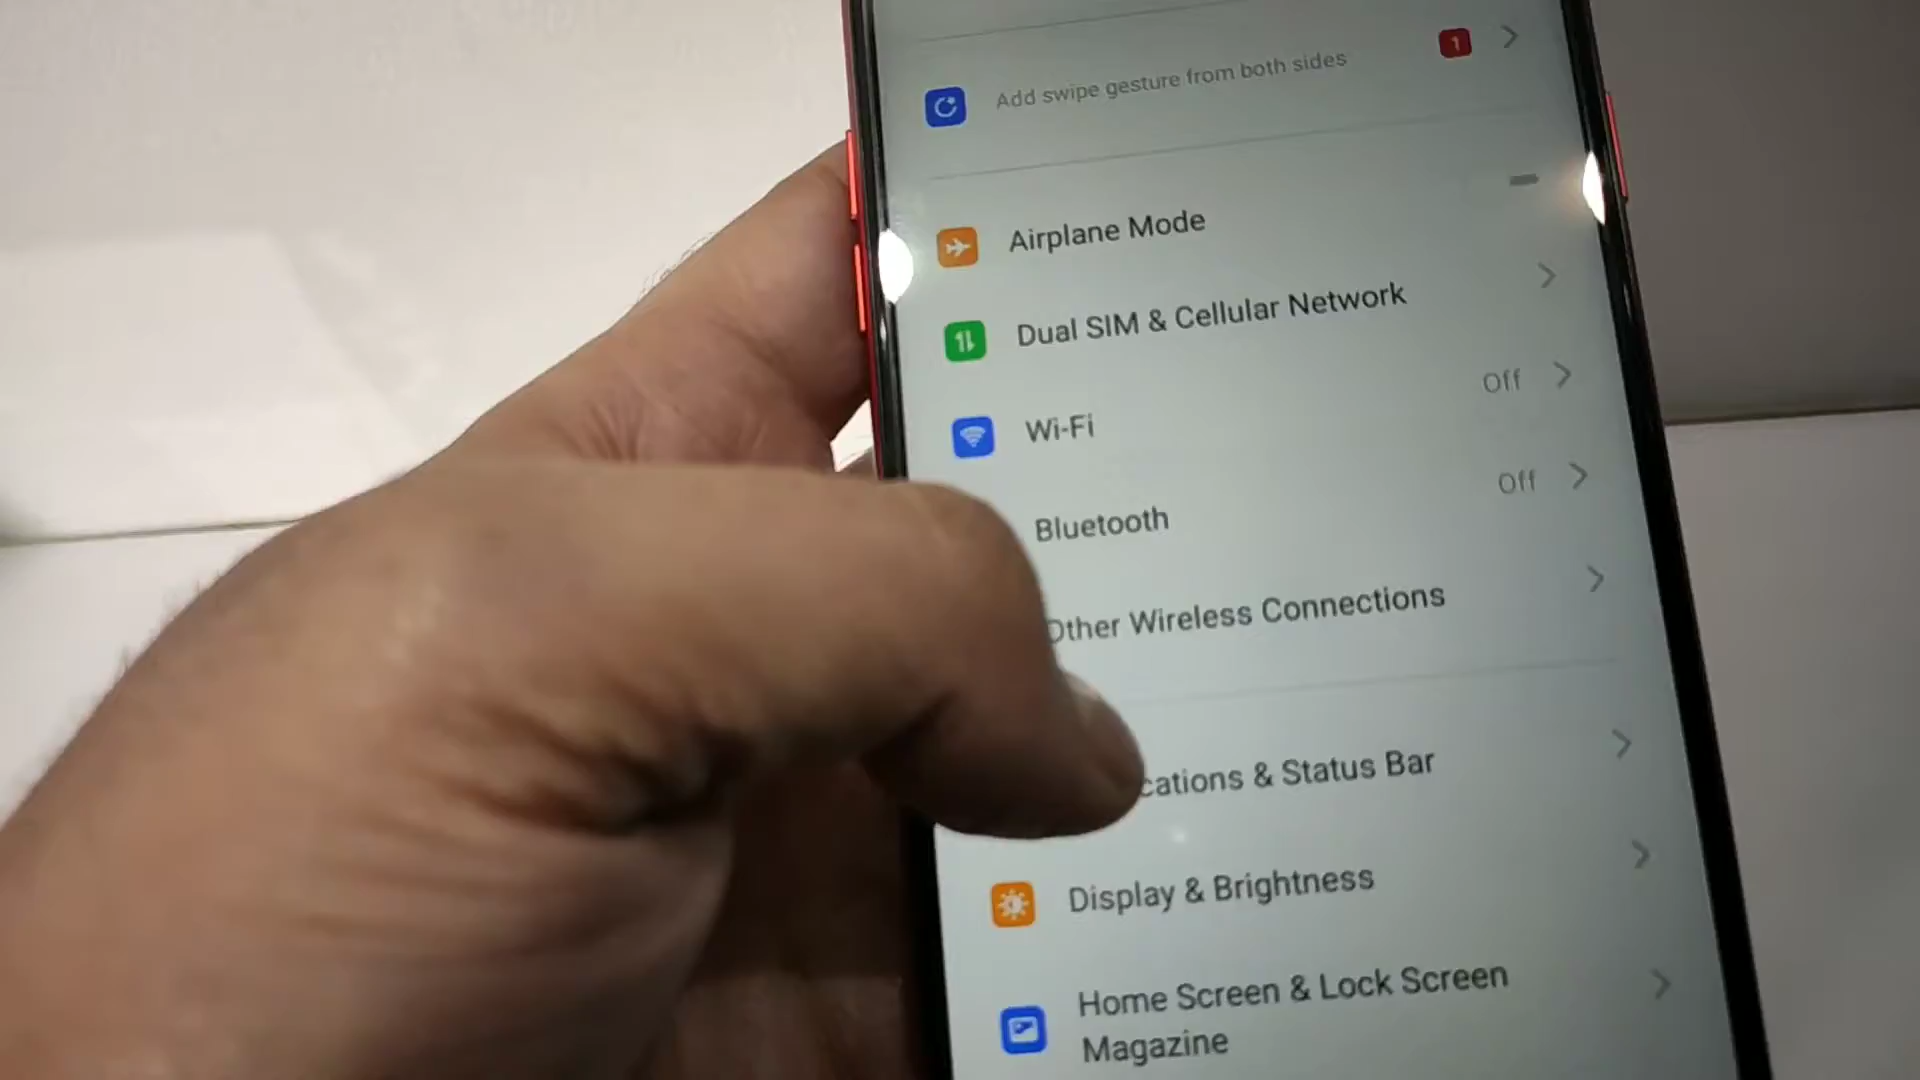 Add swipe gesture from both sides
1
Airplane Mode
Dual SIM & Cellular Network
Wi-Fi
Off
Bluetooth
Off
Other Wireless Connections
cations & Status Bar
Display & Brightness
Home Screen & Lock Screen
Magazine